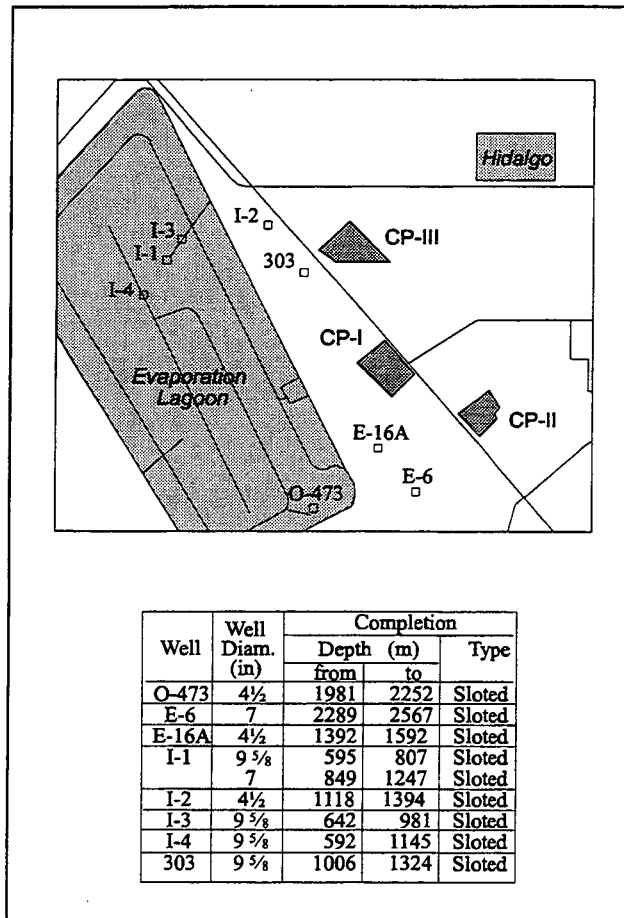 Hidalgo
I-2
CP-III
I-3
I-1
303
I-4
CP-I
Evaporation
Lagoon
CP-II
E-16A
E-6
O-473
Well Well Diam. (in) Completion
Depth (m) Type
from to
O-473 4½ 1981 2252 Sloted
E-6 7 2289 2567 Sloted
E-16A 4½ 1392 1592 Sloted
I-1 9 5/8 595 807 Sloted
7 849 1247 Sloted
I-2 4½ 1118 1394 Sloted
I-3 9 5/8 642 981 Sloted
I-4 9 5/8 592 1145 Sloted
303 9 5/8 1006 1324 Sloted